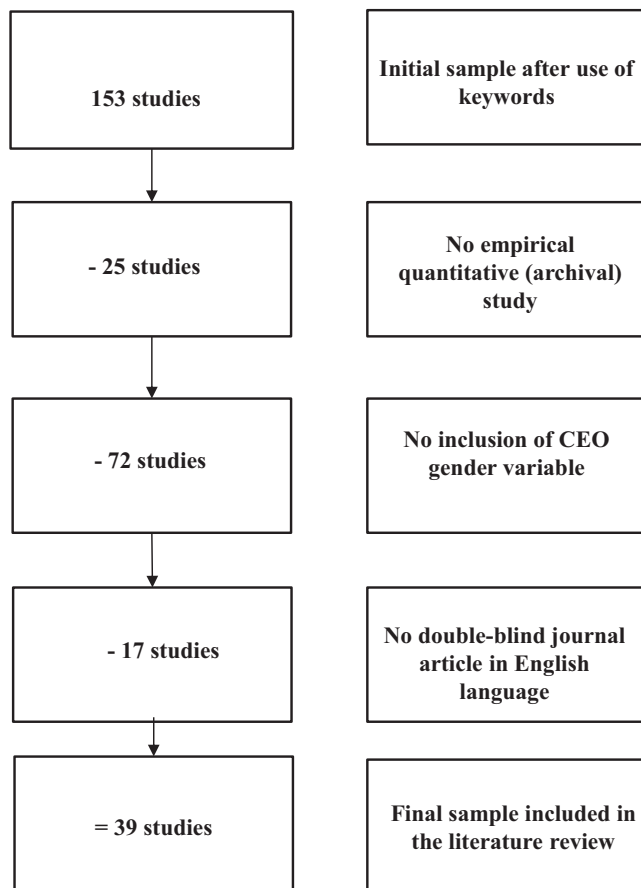 153 studies
Initial sample after use of
keywords
- 25 studies
No empirical
quantitative (archival)
study
- 72 studies
No inclusion of CEO
gender variable
- 17 studies
No double-blind journal
article in English
language
= 39 studies
Final sample included in
the literature review